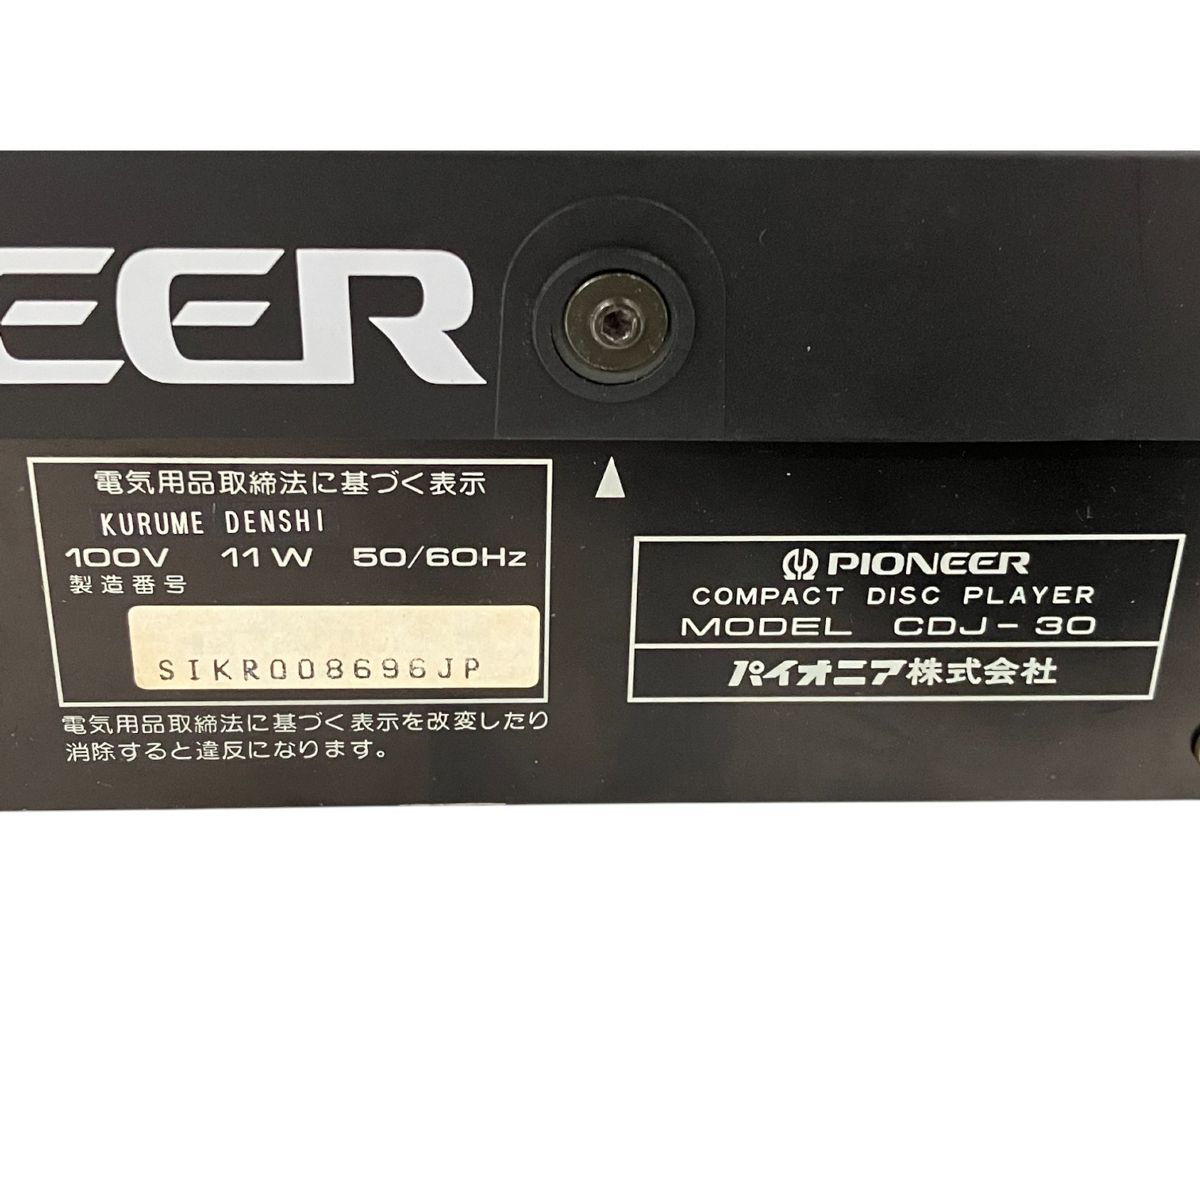 EER
電気用品取締法に基づく表示
KURUME DENSHI
100V 11W 50/60Hz
製造番号
SIKR008696JP
電気用品取締法に基づく表示を改変したり
消除すると違反になります。
PIONEER
COMPACT DISC PLAYER
MODEL CDJ-30
パイオニア株式会社